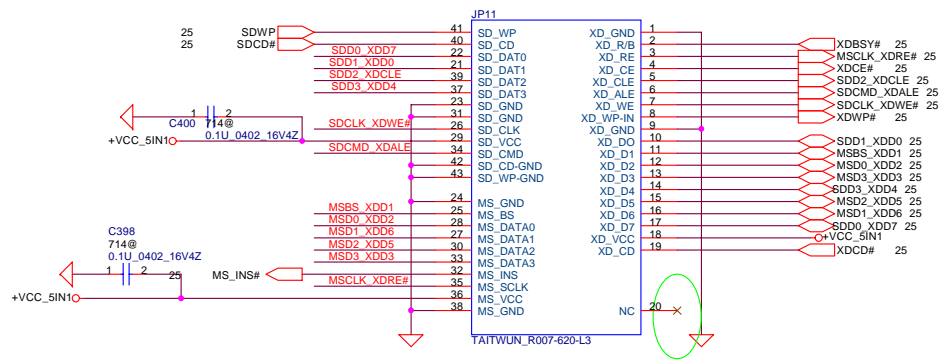 JP11
25 SDWP 41 SD_WP XD_GND 1
25 SDCD# 40 SD_CD XD_R/B 2 XDBSY# 25
SDD0_XDD7 22 SD_DAT0 XD_RE 3 MSCLK_XDRE# 25
SDD1_XDD0 21 SD_DAT1 XD_CE 4 XDCE# 25
SDD2_XDCLE 39 SD_DAT2 XD_CLE 5 SDD2_XDCLE 25
SDD3_XDD4 37 SD_DAT3 XD_ALE 6 SDCMD_XDALE 25
23 SD_GND XD_WE 7 SDCLK_XDWE# 25
1 2 31 SD_GND XD_WP-IN 8 XDWP# 25
C400 714@ SDCLK_XDWE# 26 SD_CLK XD_GND 9
0.1U_0402_16V4Z
+VCC_5IN1 29 SD_VCC XD_DO 10 SDD1_XDD0 25
SDCMD_XDALE 34 SD_CMD XD_D1 11 MSBS_XDD1 25
42 SD_CD-GND XD_D2 12 MSD0_XDD2 25
43 SD_WP-GND XD_D3 13 MSD3_XDD3 25
XD_D4 14 SDD3_XDD4 25
24 MS_GND XD_D5 15 MSD2_XDD5 25
MSBS_XDD1 25 MS_BS XD_D6 16 MSD1_XDD6 25
MSD0_XDD2 28 MS_DATA0 XD_D7 17 SDD0_XDD7 25
C398 MSD1_XDD6 27 MS_DATA1 XD_VCC 18 +VCC_5IN1
714@ MSD2_XDD5 30 MS_DATA2 XD_CD 19 XDCD# 25
0.1U_0402_16V4Z MSD3_XDD3 33 MS_DATA3
1 2 25 MS_INS# 32 MS_INS
MSCLK_XDRE# 35 MS_SCLK
+VCC_5IN1 36 MS_VCC
38 MS_GND NC 20
TAITWUN_R007-620-L3